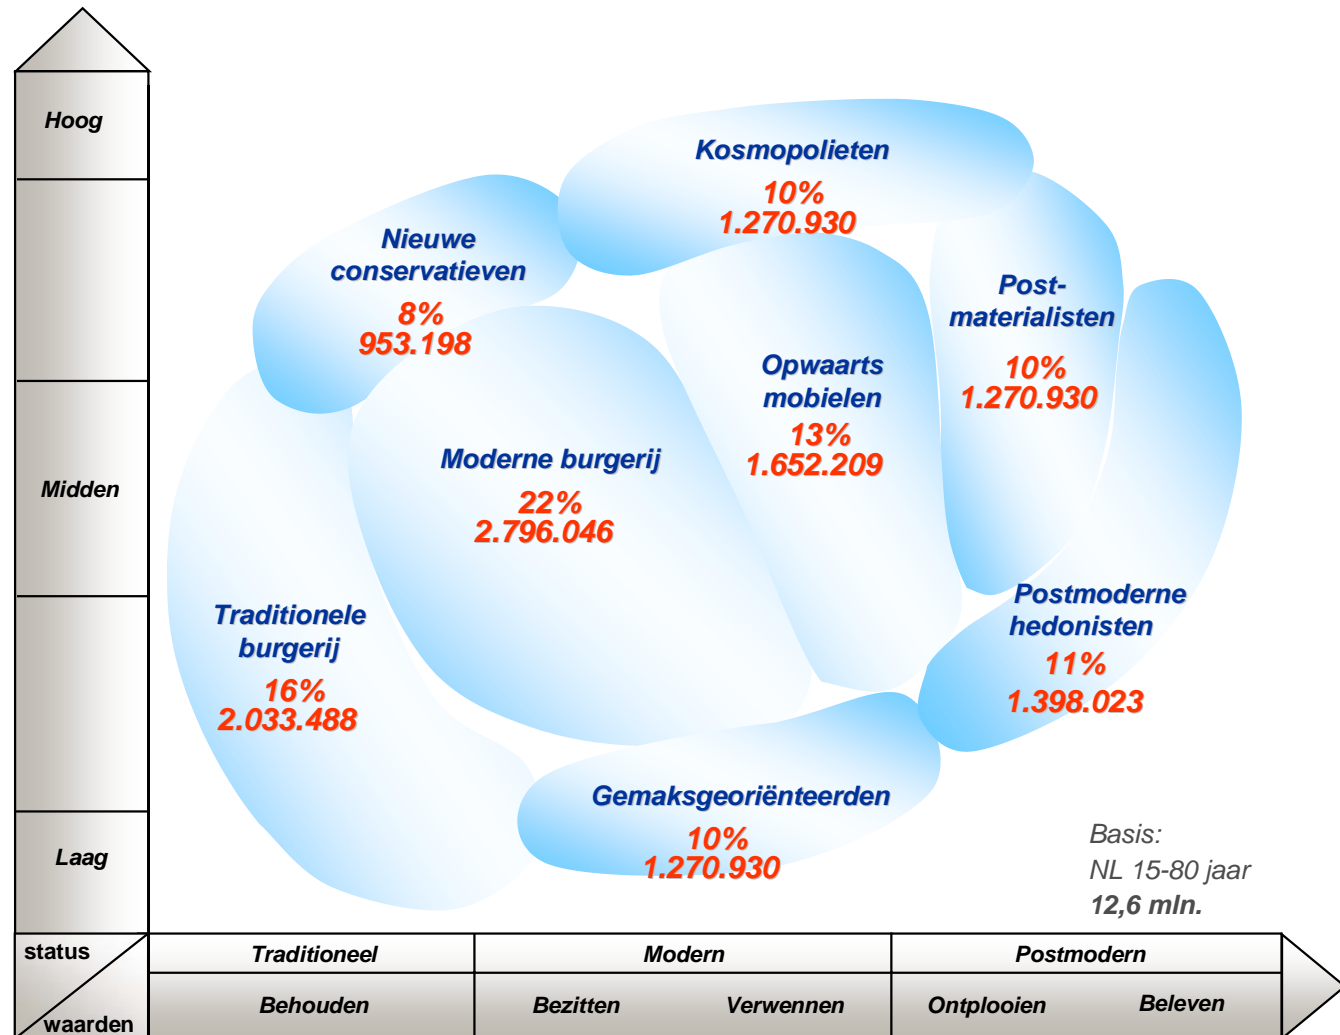 Hoog
Midden
Laag
Kosmopolieten
10%
1.270.930
Nieuwe
conservatieven
8%
953.198
Post-
materialisten
10%
1.270.930
Opwaarts
mobielen
13%
1.652.209
Moderne burgerij
22%
2.796.046
Traditionele
burgerij
16%
2.033.488
Postmoderne
hedonisten
11%
1.398.023
Gemaksgeoriënteerden
10%
1.270.930
Basis:
NL 15-80 jaar
12,6 mln.
status
waarden
Traditioneel
Modern
Postmodern
Behouden
Bezitten
Verwennen
Ontplooien
Beleven